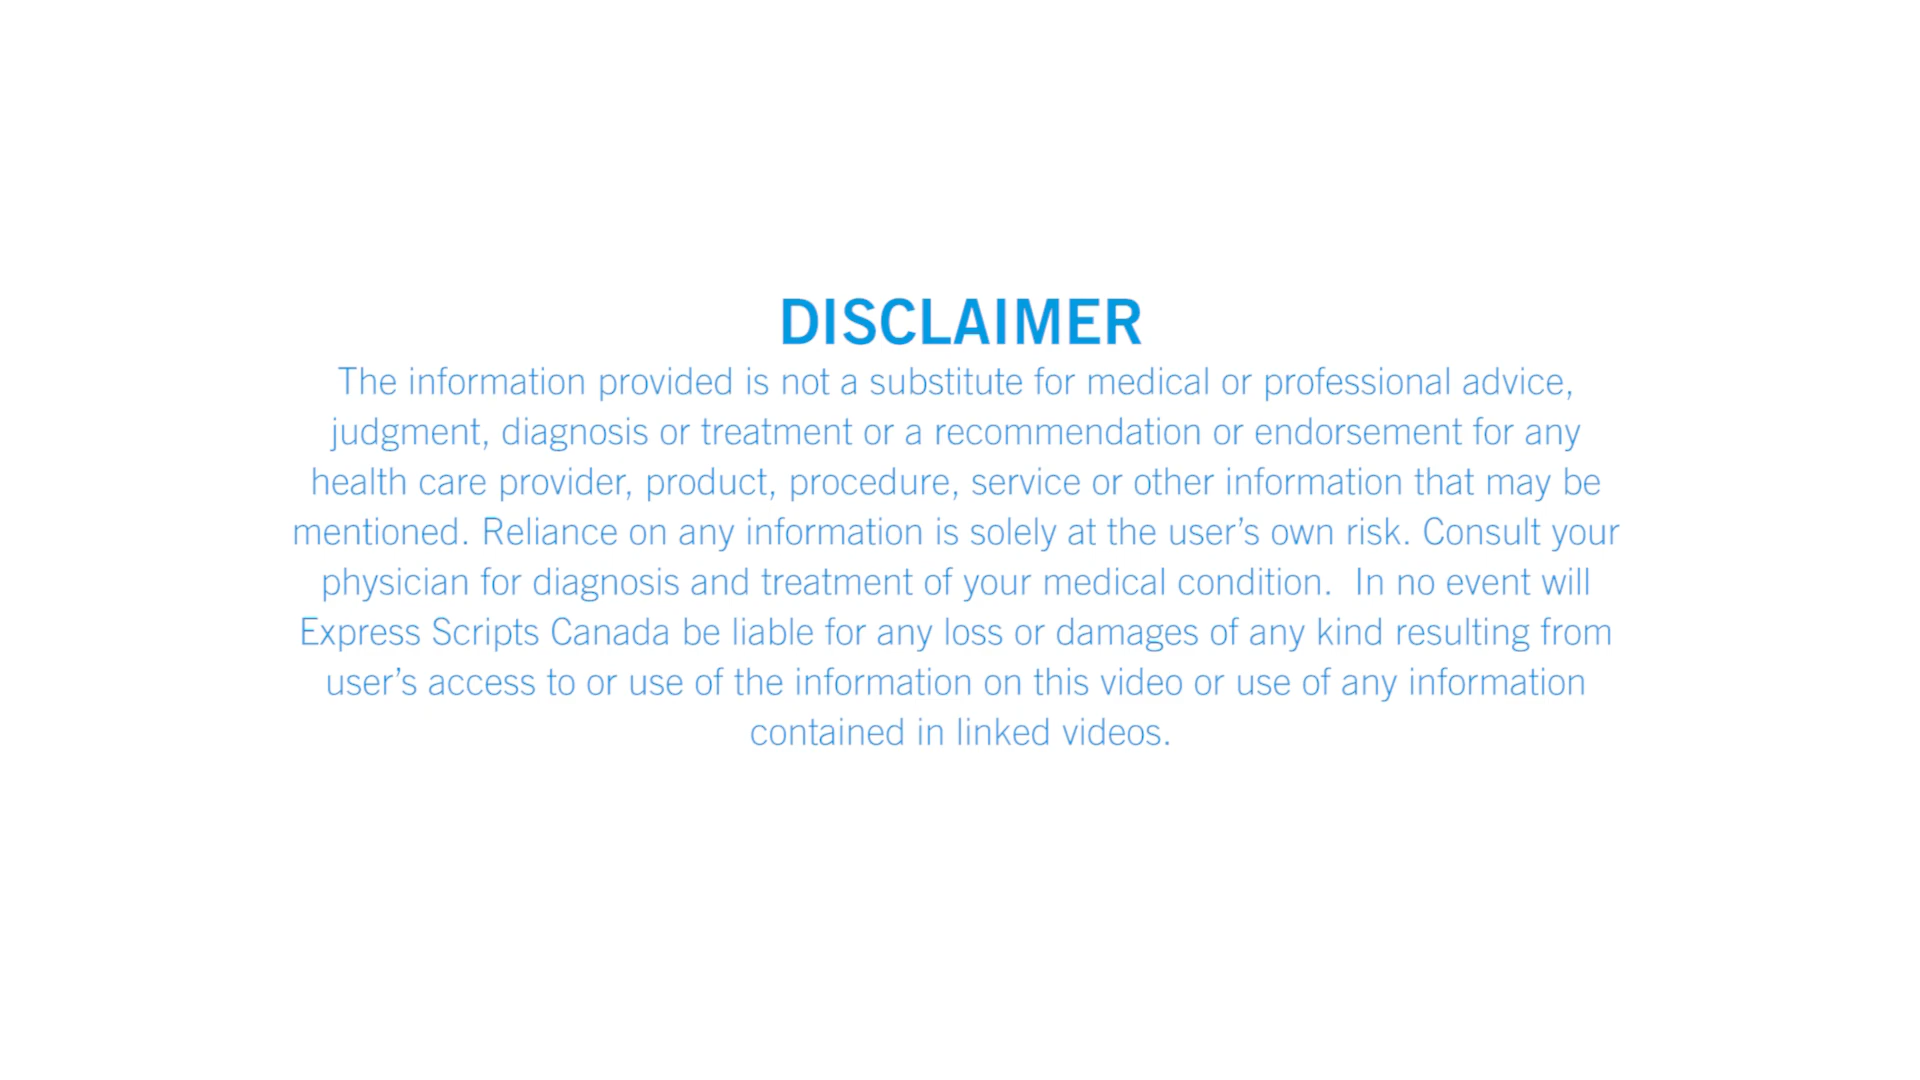 DISCLAIMER
The information provided is not a substitute for medical or professional advice,
judgment, diagnosis or treatment or a recommendation or endorsement for any
health care provider, product, procedure, service or other information that may be
mentioned. Reliance on any information is solely at the user’s own risk. Consult your
physician for diagnosis and treatment of your medical condition.  In no event will
Express Scripts Canada be liable for any loss or damages of any kind resulting from
user’s access to or use of the information on this video or use of any information
contained in linked videos.